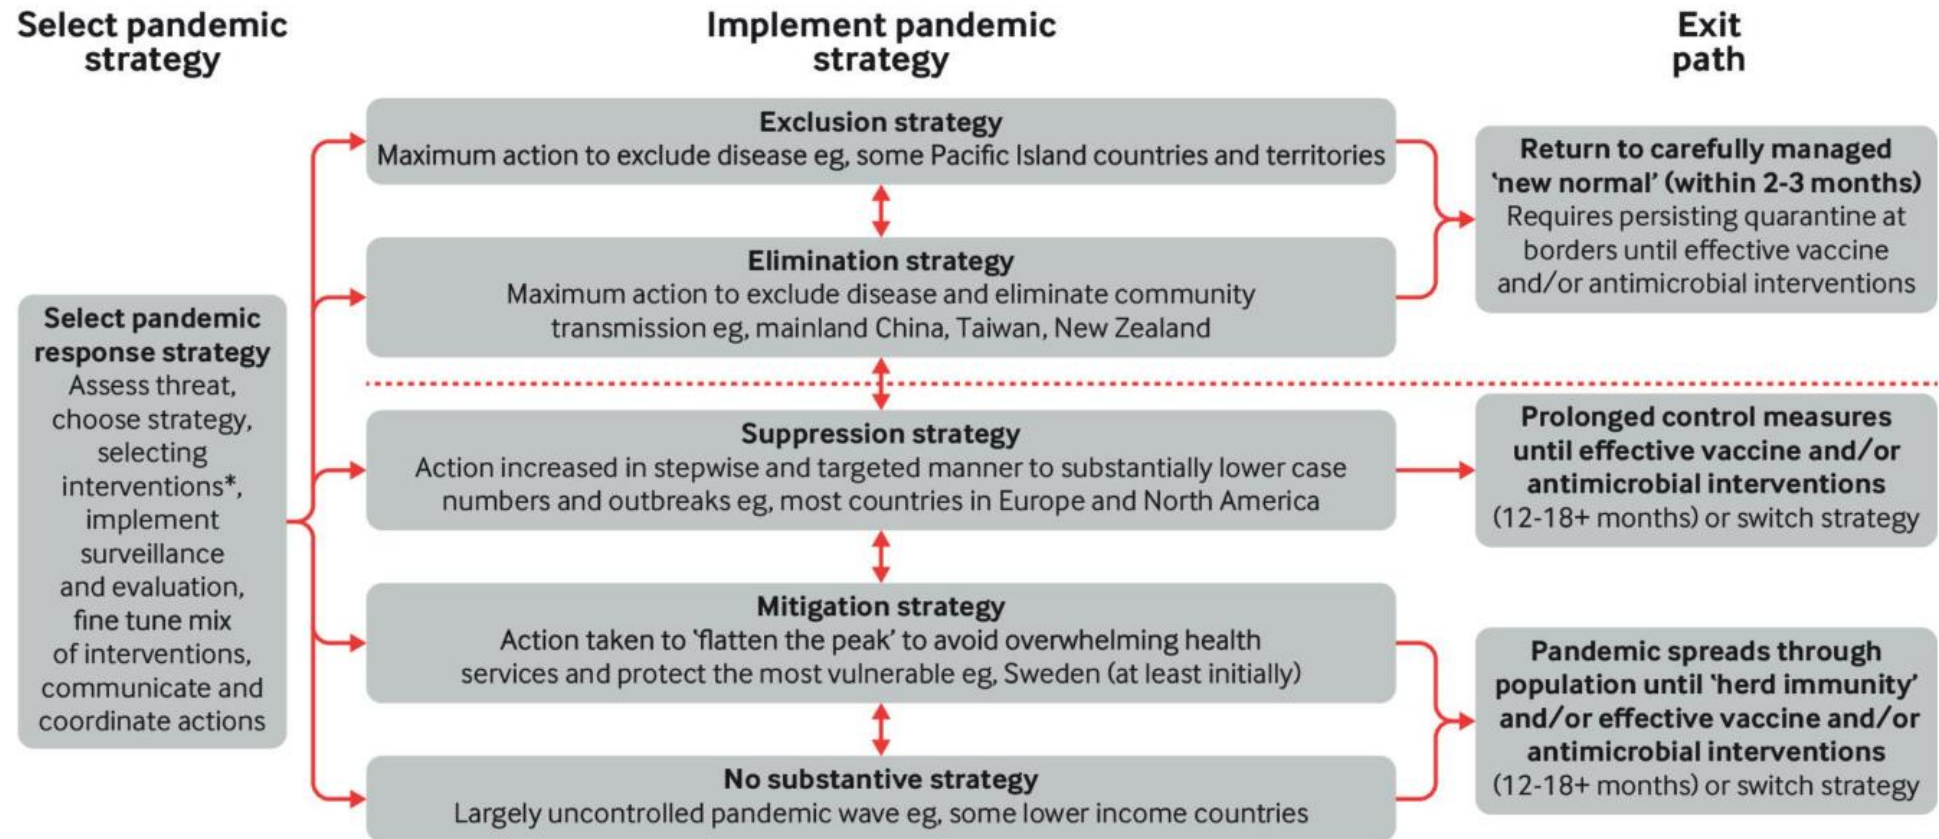 Select pandemic
strategy
Implement pandemic
strategy
Exit
path
Select pandemic
response strategy
Assess threat,
choose strategy,
selecting
interventions*,
implement
surveillance
and evaluation,
fine tune mix
of interventions,
communicate and
coordinate actions
Exclusion strategy
Maximum action to exclude disease eg, some Pacific Island countries and territories
Elimination strategy
Maximum action to exclude disease and eliminate community
transmission eg, mainland China, Taiwan, New Zealand
Suppression strategy
Action increased in stepwise and targeted manner to substantially lower case
numbers and outbreaks eg, most countries in Europe and North America
Mitigation strategy
Action taken to ‘flatten the peak’ to avoid overwhelming health
services and protect the most vulnerable eg, Sweden (at least initially)
No substantive strategy
Largely uncontrolled pandemic wave eg, some lower income countries
Return to carefully managed
‘new normal’ (within 2-3 months)
Requires persisting quarantine at
borders until effective vaccine
and/or antimicrobial interventions
Prolonged control measures
until effective vaccine and/or
antimicrobial interventions
(12-18+ months) or switch strategy
Pandemic spreads through
population until ‘herd immunity’
and/or effective vaccine and/or
antimicrobial interventions
(12-18+ months) or switch strategy